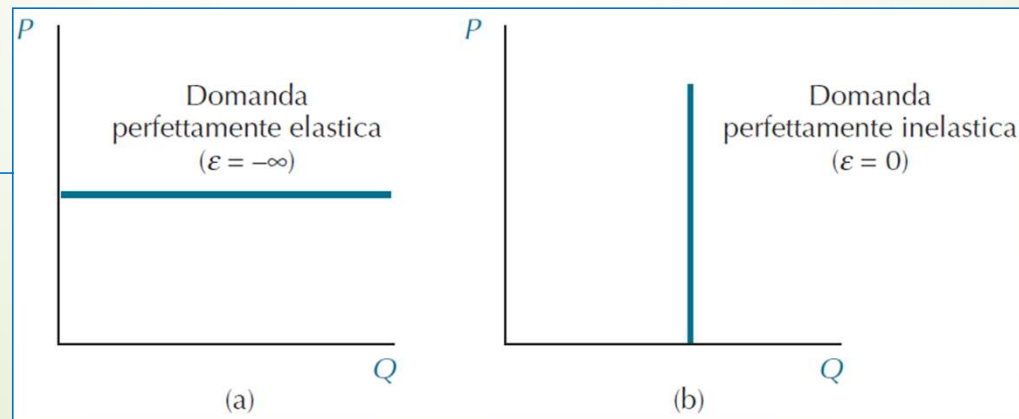 P
Domanda
perfettamente elastica
(ε = –∞)
Q
(a)
P
Domanda
perfettamente inelastica
(ε = 0)
Q
(b)